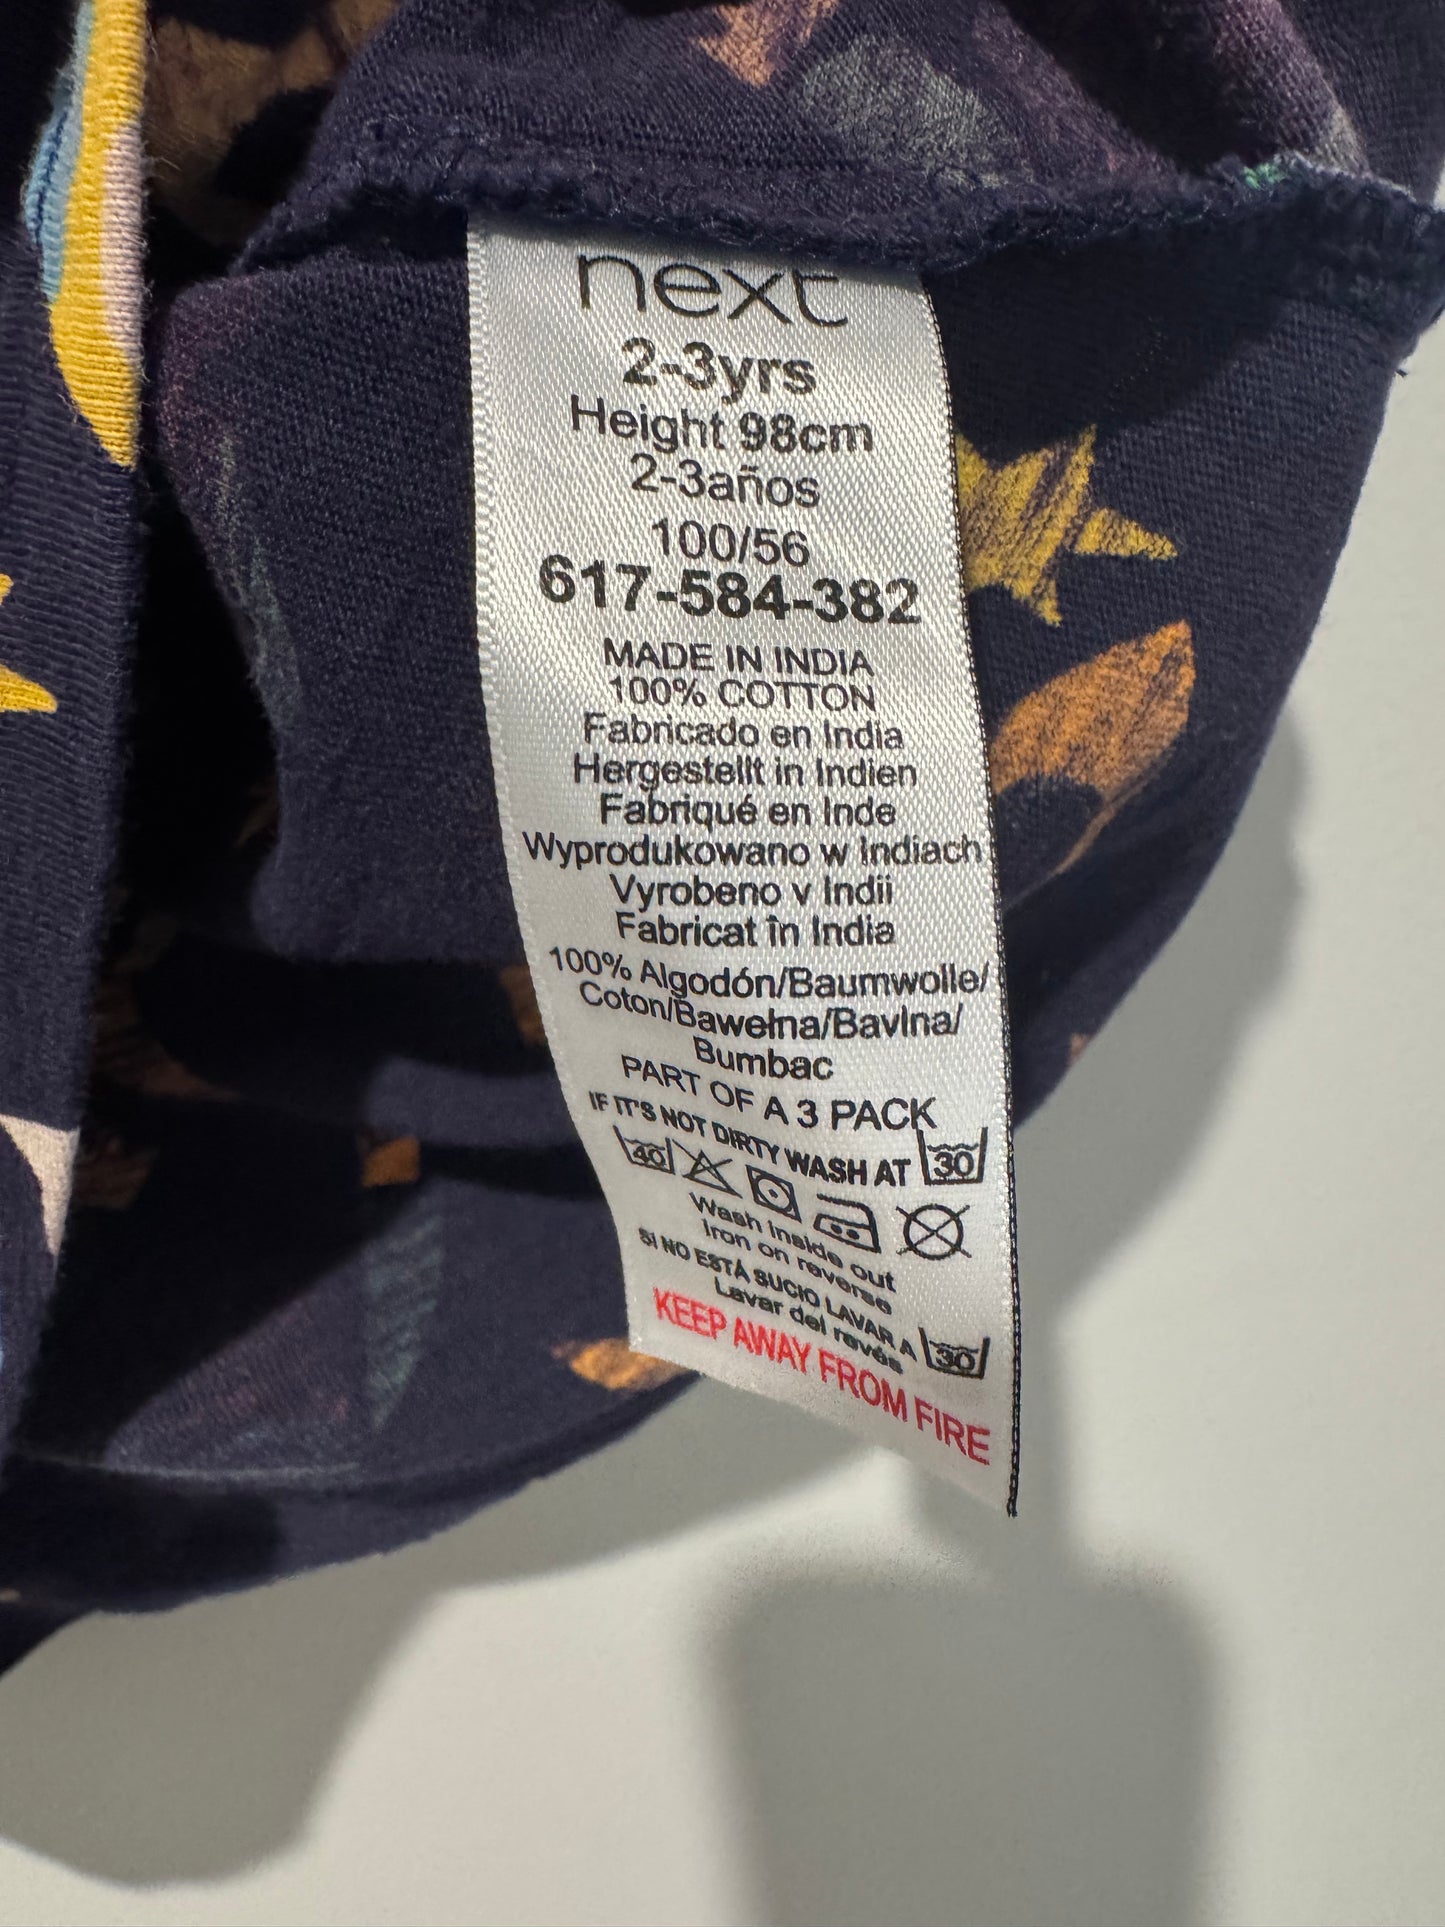 next
2-3yrs
Height 98cm
2-3años
100/56
617-584-382
MADE IN INDIA
100% COTTON
Fabricado en India
Hergestellt in Indien
Fabriqué en Inde
Wyprodukowano w Indiach
Vyrobeno v Indii
Fabricat în India
100% Algodón/Baumwolle/
Coton/Bawełna/Bavlna/
Bumbac
PART OF A 3 PACK
IF IT'S NOT DIRTY WASH AT 30
40
Wash inside out
Iron on reverse
SI NO ESTÁ SUCIO LAVAR A 30
Lavar del revés
KEEP AWAY FROM FIRE